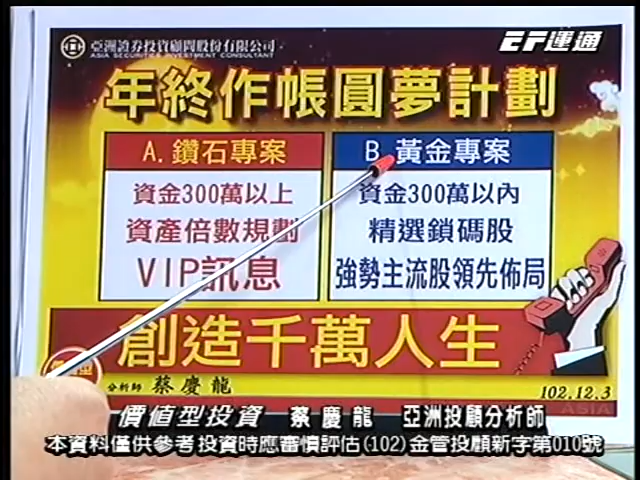 亞洲證券投資顧問股份有限公司
ASIA SECURITIES INVESTMENT CONSULTANT
EF運通
年終作帳圓夢計劃
A.鑽石專案
資金300萬以上
資產倍數規劃
VIP訊息
B.黃金專案
資金300萬以內
精選鎖碼股
強勢主流股領先佈局
創造千萬人生
分析師 蔡慶龍
102.12.3
ASIA
價值型投資 蔡慶龍 亞洲投顧分析師
本資料僅供參考投資時應審慎評估(102)金管投顧新字第010號